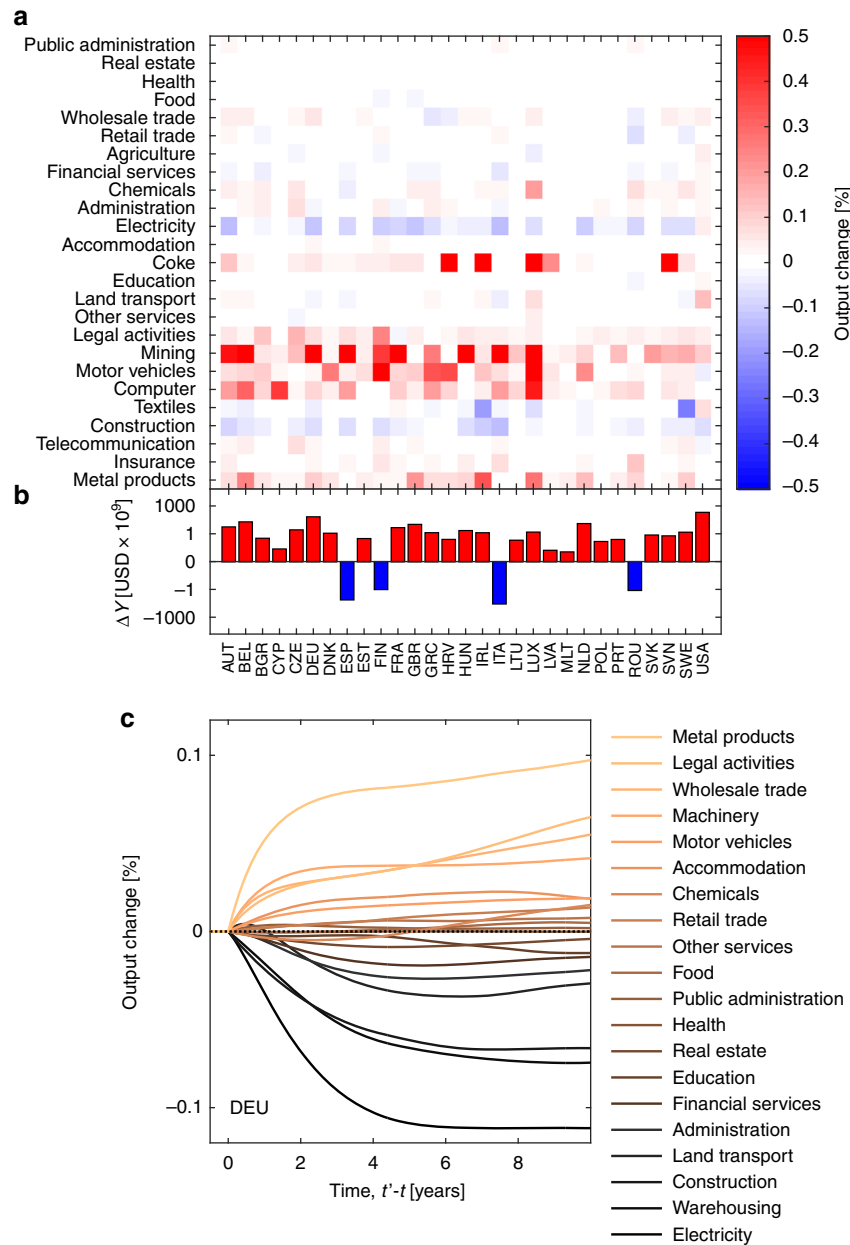 a
Public administration
Real estate
Health
Food
Wholesale trade
Retail trade
Agriculture
Financial services
Chemicals
Administration
Electricity
Accommodation
Coke
Education
Land transport
Other services
Legal activities
Mining
Motor vehicles
Computer
Textiles
Construction
Telecommunication
Insurance
Metal products
0.5
0.4
0.3
0.2
0.1
0
−0.1
−0.2
−0.3
−0.4
−0.5
Output change [%]
b
1000
1
0
−1
−1000
ΔY [USD × 10⁹]
AUT
BEL
BGR
CYP
CZE
DEU
DNK
ESP
EST
FIN
FRA
GBR
GRC
HRV
HUN
IRL
ITA
LTU
LUX
LVA
MLT
NLD
POL
PRT
ROU
SVK
SVN
SWE
USA
c
0.1
0
−0.1
Output change [%]
DEU
0 2 4 6 8
Time, t'-t [years]
Metal products
Legal activities
Wholesale trade
Machinery
Motor vehicles
Accommodation
Chemicals
Retail trade
Other services
Food
Public administration
Health
Real estate
Education
Financial services
Administration
Land transport
Construction
Warehousing
Electricity